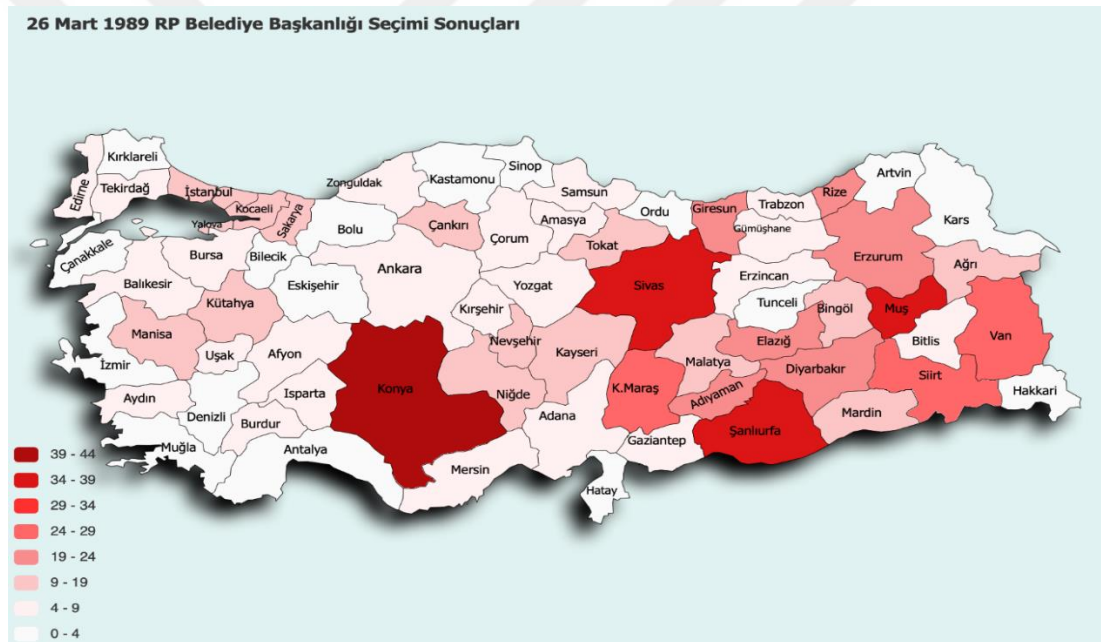 26 Mart 1989 RP Belediye Başkanlığı Seçimi Sonuçları
Kırklareli
Edirne
Tekirdağ
İstanbul
Kocaeli
Yalova
Sakarya
Zonguldak
Kastamonu
Sinop
Samsun
Ordu
Giresun
Trabzon
Gümüşhane
Rize
Artvin
Kars
Bolu
Çankırı
Çorum
Amasya
Tokat
Çanakkale
Balıkesir
Bursa
Bilecik
Eskişehir
Ankara
Kırşehir
Yozgat
Sivas
Erzincan
Erzurum
Ağrı
Tunceli
Bingöl
Muş
Bitlis
Van
Kütahya
Manisa
Uşak
Afyon
İzmir
Aydın
Denizli
Isparta
Burdur
Muğla
Antalya
Konya
Nevşehir
Niğde
Kayseri
Malatya
Elazığ
Diyarbakır
Siirt
Hakkari
K.Maraş
Adıyaman
Mardin
Şanlıurfa
Gaziantep
Adana
Mersin
Hatay
39 - 44
34 - 39
29 - 34
24 - 29
19 - 24
9 - 19
4 - 9
0 - 4